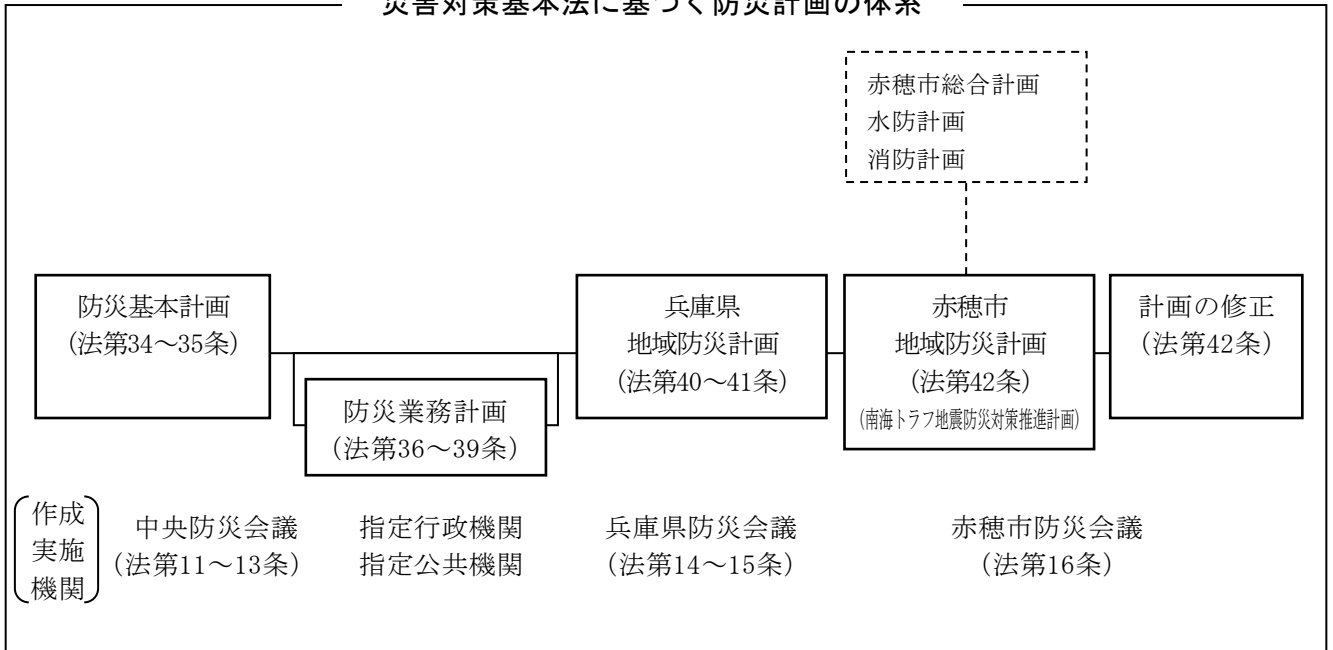 災害対策基本法に基づく防災計画の体系
赤穂市総合計画
水防計画
消防計画
防災基本計画
(法第34～35条)
防災業務計画
(法第36～39条)
兵庫県
地域防災計画
(法第40～41条)
赤穂市
地域防災計画
(法第42条)
(南海トラフ地震防災対策推進計画)
計画の修正
(法第42条)
作成
実施
機関
中央防災会議
(法第11～13条)
指定行政機関
指定公共機関
兵庫県防災会議
(法第14～15条)
赤穂市防災会議
(法第16条)